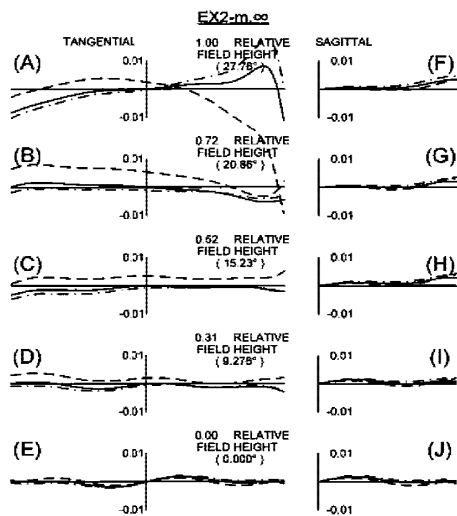 EX2-m.∞
TANGENTIAL 1.00 RELATIVE FIELD HEIGHT (27.78°) SAGITTAL
(A) 0.01 -0.01 0.01 -0.01 (F)
0.72 RELATIVE FIELD HEIGHT (20.86°)
(B) 0.01 -0.01 0.01 -0.01 (G)
0.52 RELATIVE FIELD HEIGHT (15.23°)
(C) 0.01 -0.01 0.01 -0.01 (H)
0.31 RELATIVE FIELD HEIGHT (9.278°)
(D) 0.01 -0.01 0.01 -0.01 (I)
0.00 RELATIVE FIELD HEIGHT (0.000°)
(E) 0.01 -0.01 0.01 -0.01 (J)